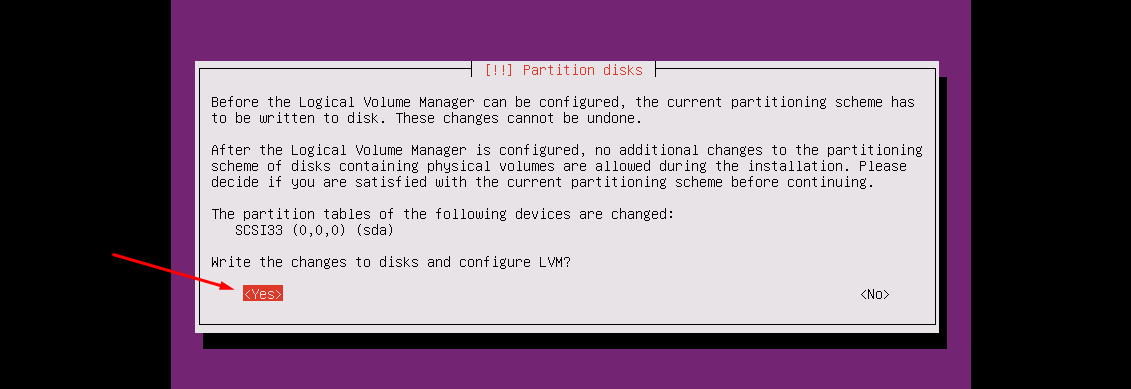 [!!] Partition disks
Before the Logical Volume Manager can be configured, the current partitioning scheme has
to be written to disk. These changes cannot be undone.
After the Logical Volume Manager is configured, no additional changes to the partitioning
scheme of disks containing physical volumes are allowed during the installation. Please
decide if you are satisfied with the current partitioning scheme before continuing.
The partition tables of the following devices are changed:
SCSI33 (0,0,0) (sda)
Write the changes to disks and configure LVM?
<Yes> <No>